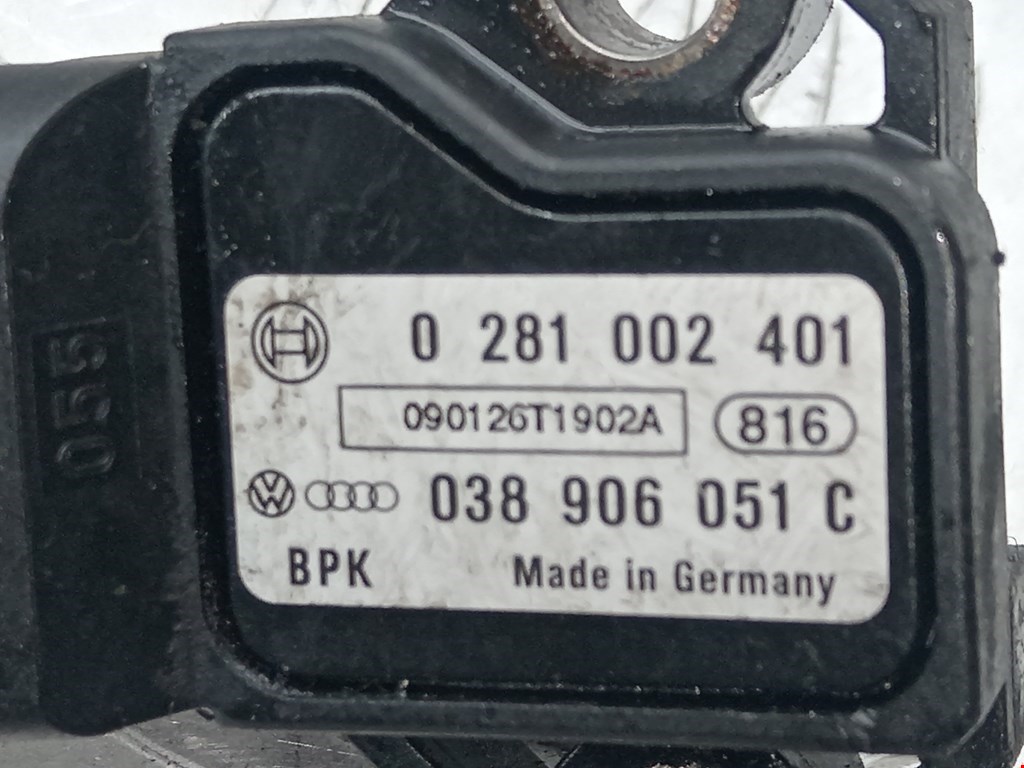 0 281 002 401
090126T1902A 816
038 906 051 C
BPK Made in Germany
055